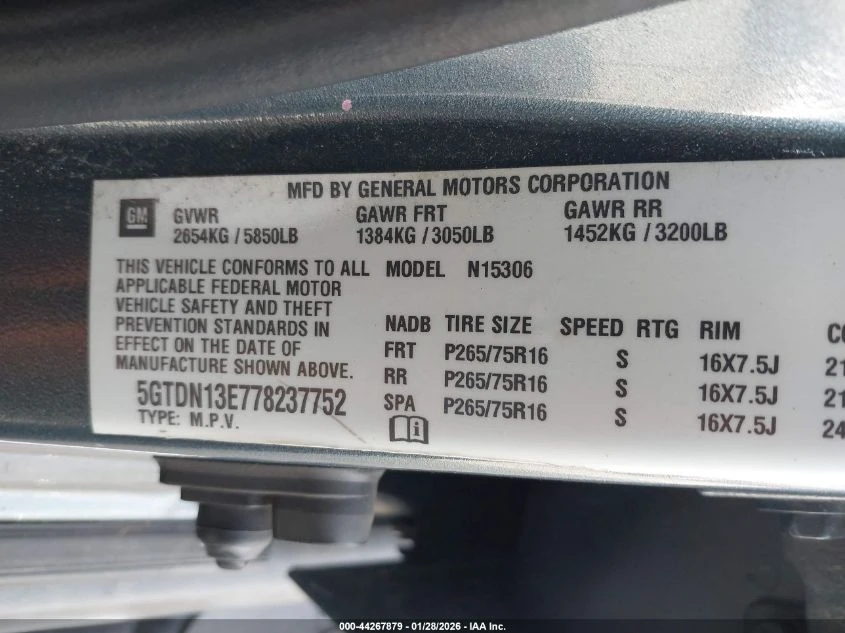 MFD BY GENERAL MOTORS CORPORATION
GM
GVWR GAWR FRT GAWR RR
2654KG / 5850LB 1384KG / 3050LB 1452KG / 3200LB
THIS VEHICLE CONFORMS TO ALL
APPLICABLE FEDERAL MOTOR
VEHICLE SAFETY AND THEFT
PREVENTION STANDARDS IN
EFFECT ON THE DATE OF
MANUFACTURE SHOWN ABOVE.
5GTDN13E778237752
TYPE: M.P.V.
MODEL N15306
NADB TIRE SIZE SPEED RTG RIM
FRT P265/75R16 S 16X7.5J
RR P265/75R16 S 16X7.5J
SPA P265/75R16 S 16X7.5J
000-44267879 - 01/28/2026 - IAA Inc.